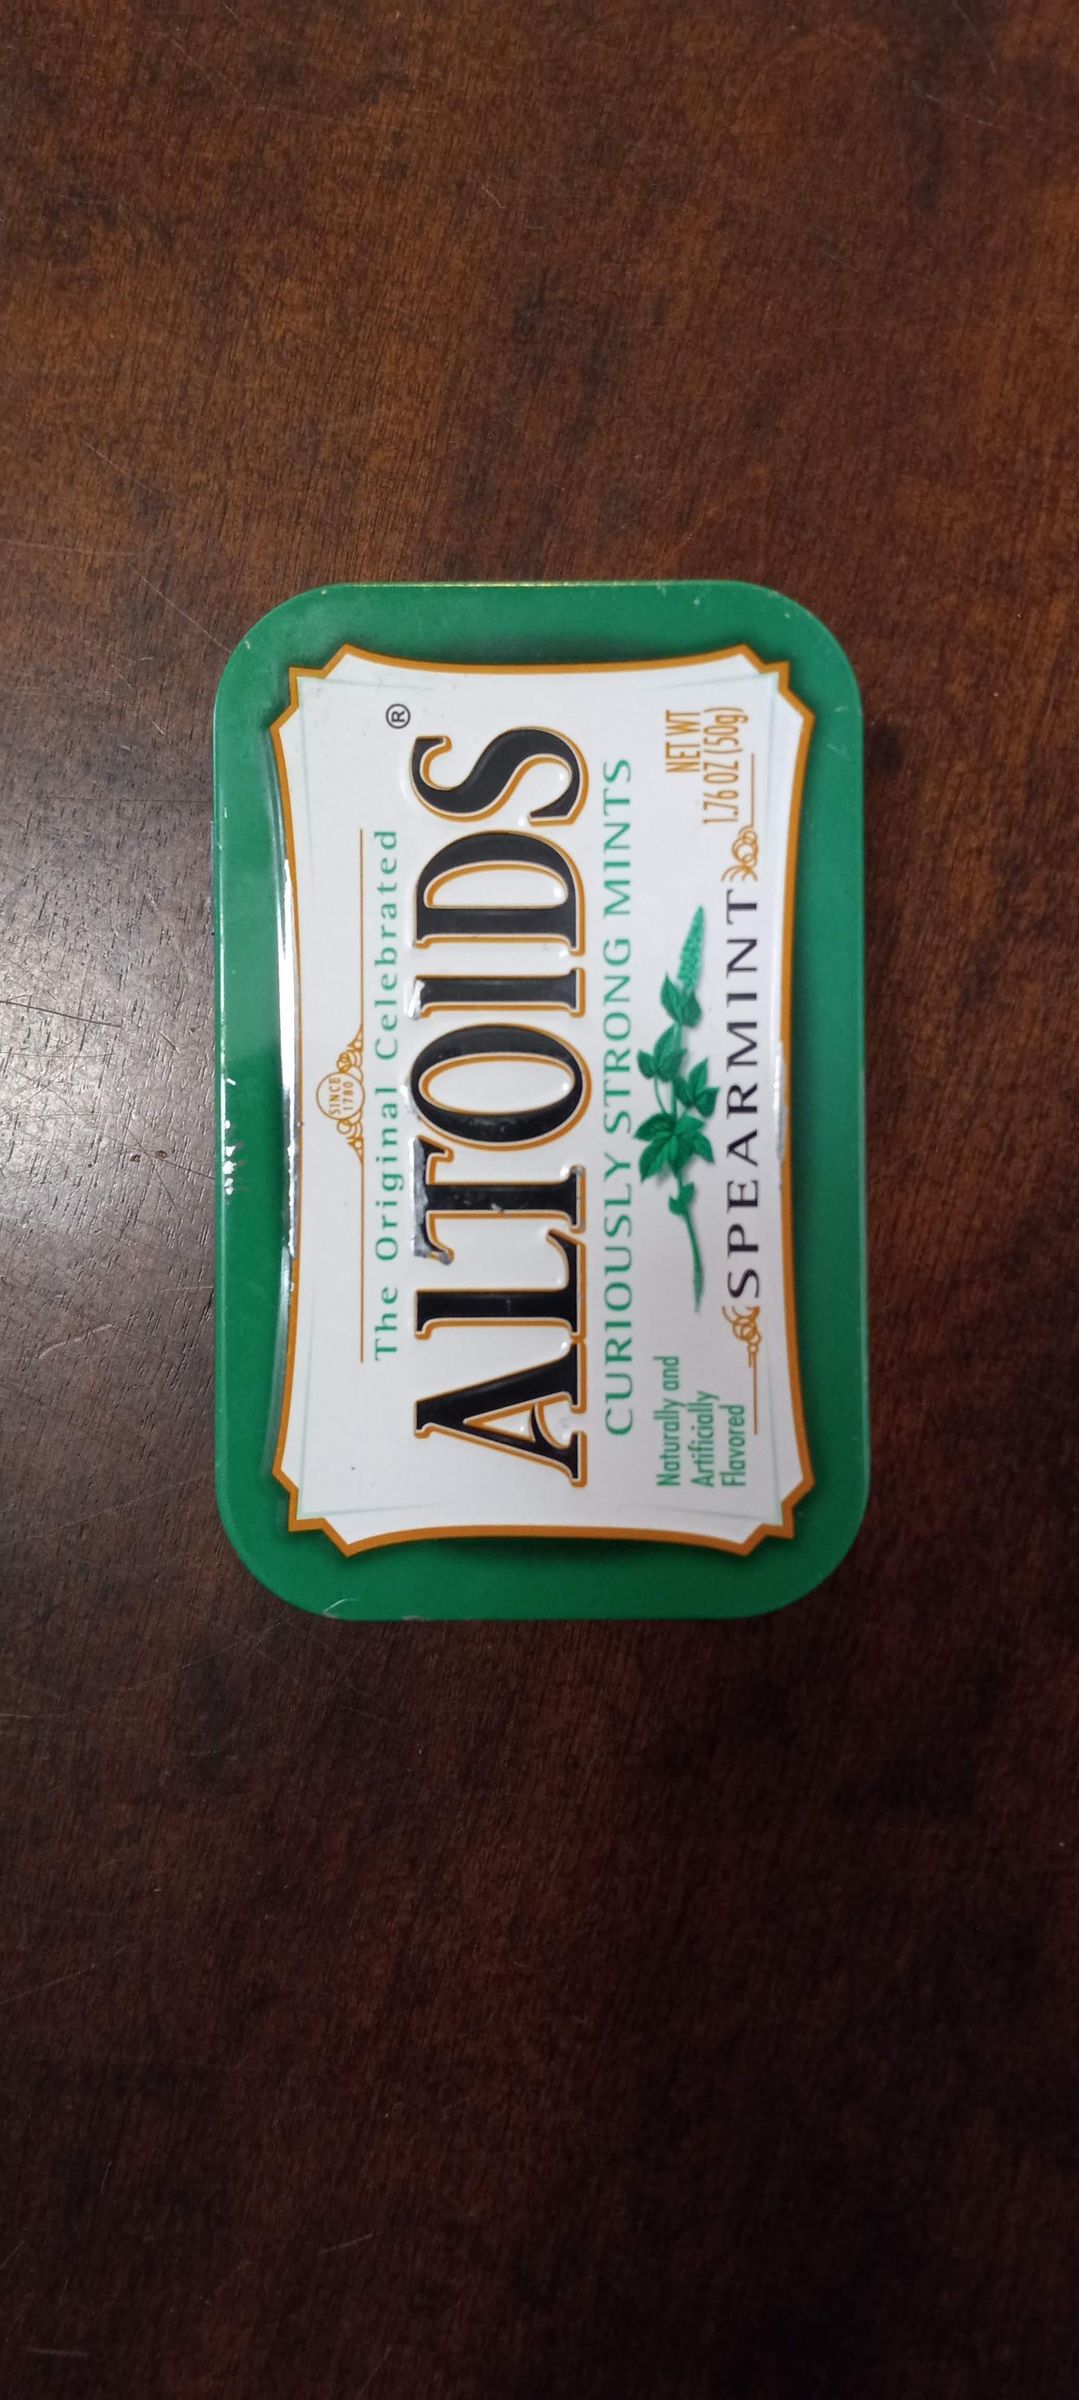 SINCE
1780
The Original Celebrated
ALTOIDS®
CURIOUSLY STRONG MINTS
Naturally and
Artificially
Flavored
SPEARMINT
NET WT
1.76 OZ (50g)